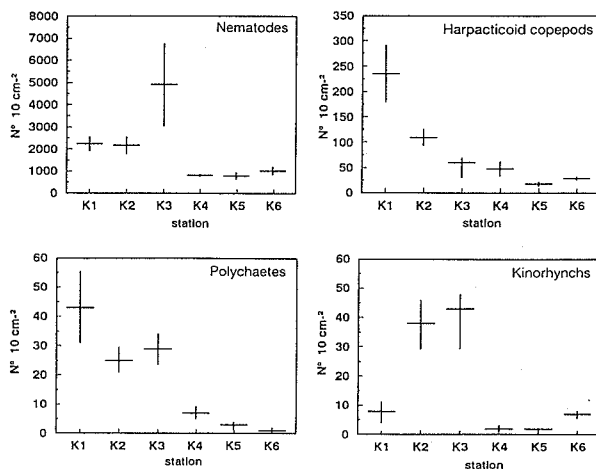 Nematodes
N° 10 cm-²
8000
7000
6000
5000
4000
3000
2000
1000
0
K1 K2 K3 K4 K5 K6
station
Harpacticoid copepods
N° 10 cm-²
350
300
250
200
150
100
50
0
K1 K2 K3 K4 K5 K6
station
Polychaetes
N° 10 cm-²
60
50
40
30
20
10
0
K1 K2 K3 K4 K5 K6
station
Kinorhynchs
N° 10 cm-²
60
50
40
30
20
10
0
K1 K2 K3 K4 K5 K6
station